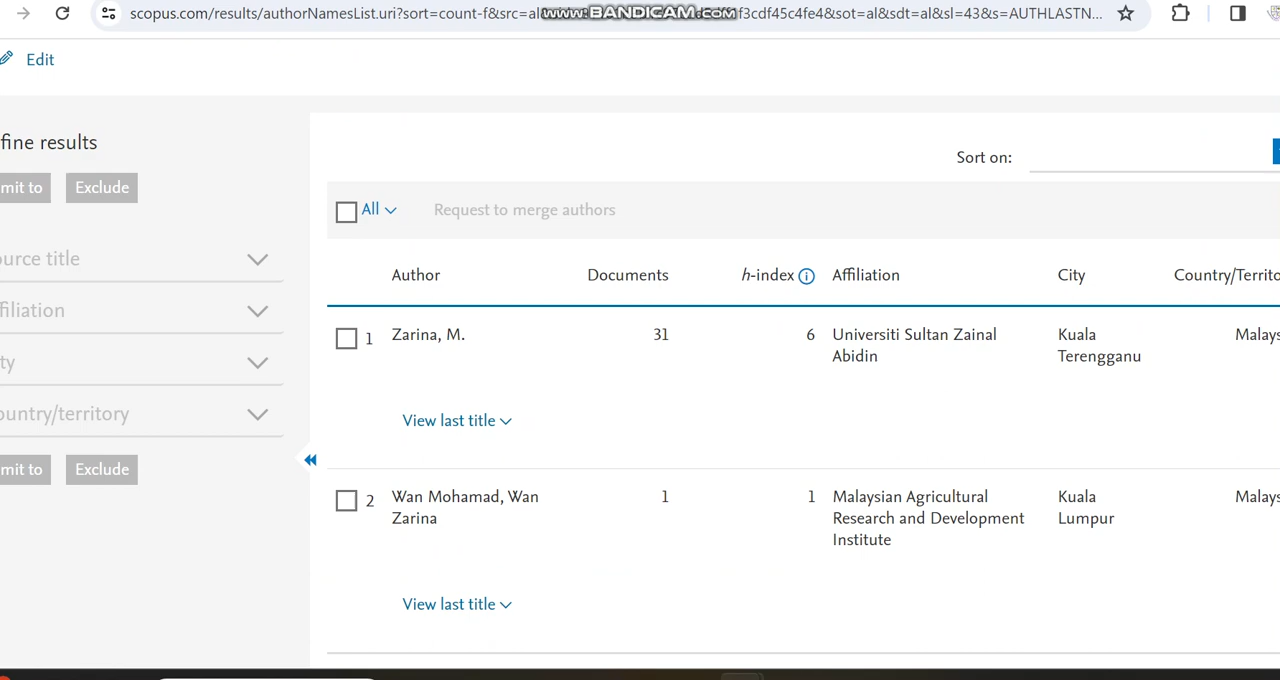 scopus.com/results/authorNamesList.uri?sort=count-f&src=al
www.BANDICAM.com
f3cdf45c4fe4&sot=al&sdt=al&sl=43&s=AUTHLASTN...
Edit
fine results
mit to
Exclude
Sort on:
All
Request to merge authors
ource title
filiation
ty
ountry/territory
mit to
Exclude
Author
Documents
h-index
Affiliation
City
Country/Territo
1
Zarina, M.
31
6
Universiti Sultan Zainal
Abidin
Kuala
Terengganu
Malays
View last title
2
Wan Mohamad, Wan
Zarina
1
1
Malaysian Agricultural
Research and Development
Institute
Kuala
Lumpur
Malays
View last title